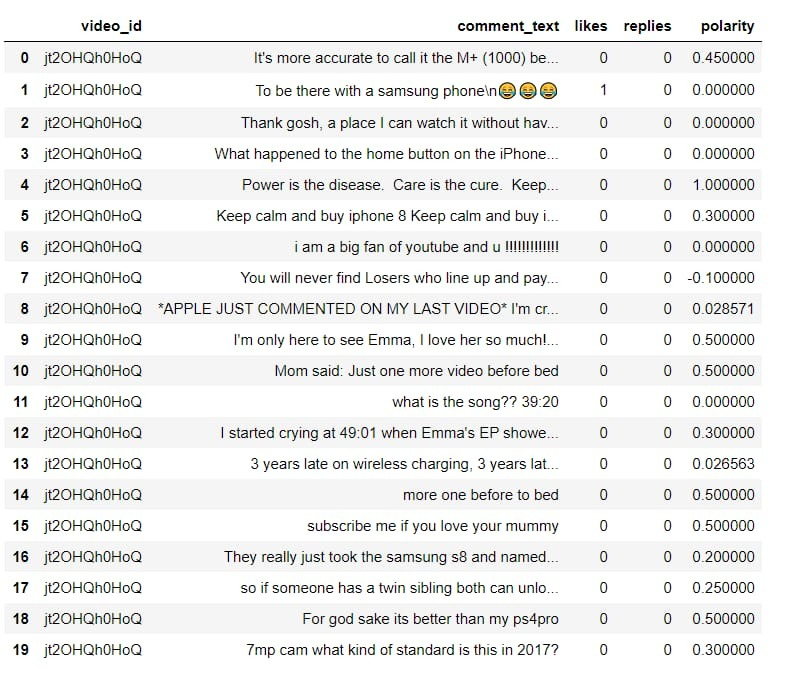 video_id comment_text likes replies polarity
0 jt2OHQh0HoQ It's more accurate to call it the M+ (1000) be... 0 0 0.450000
1 jt2OHQh0HoQ To be there with a samsung phone\n😂😂😂 1 0 0.000000
2 jt2OHQh0HoQ Thank gosh, a place I can watch it without hav... 0 0 0.000000
3 jt2OHQh0HoQ What happened to the home button on the iPhone... 0 0 0.000000
4 jt2OHQh0HoQ Power is the disease.  Care is the cure.  Keep... 0 0 1.000000
5 jt2OHQh0HoQ Keep calm and buy iphone 8 Keep calm and buy i... 0 0 0.300000
6 jt2OHQh0HoQ i am a big fan of youtube and u !!!!!!!!!!!!! 0 0 0.000000
7 jt2OHQh0HoQ You will never find Losers who line up and pay... 0 0 -0.100000
8 jt2OHQh0HoQ *APPLE JUST COMMENTED ON MY LAST VIDEO* I'm cr... 0 0 0.028571
9 jt2OHQh0HoQ I'm only here to see Emma, I love her so much!... 0 0 0.500000
10 jt2OHQh0HoQ Mom said: Just one more video before bed 0 0 0.500000
11 jt2OHQh0HoQ what is the song?? 39:20 0 0 0.000000
12 jt2OHQh0HoQ I started crying at 49:01 when Emma's EP showe... 0 0 0.300000
13 jt2OHQh0HoQ 3 years late on wireless charging, 3 years lat... 0 0 0.026563
14 jt2OHQh0HoQ more one before to bed 0 0 0.500000
15 jt2OHQh0HoQ subscribe me if you love your mummy 0 0 0.500000
16 jt2OHQh0HoQ They really just took the samsung s8 and named... 0 0 0.200000
17 jt2OHQh0HoQ so if someone has a twin sibling both can unlo... 0 0 0.250000
18 jt2OHQh0HoQ For god sake its better than my ps4pro 0 0 0.500000
19 jt2OHQh0HoQ 7mp cam what kind of standard is this in 2017? 0 0 0.300000